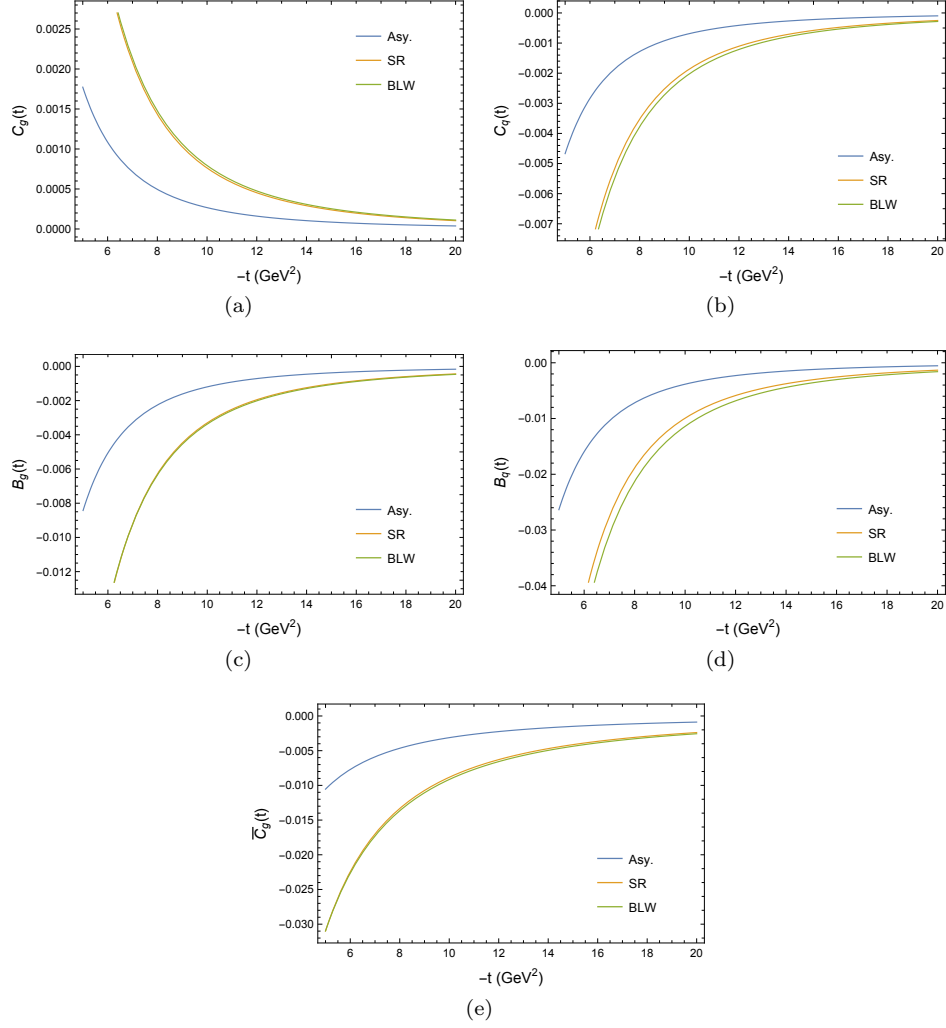 0.0025
0.0020
0.0015
0.0010
0.0005
0.0000
C_g(t)
Asy.
SR
BLW
6 8 10 12 14 16 18 20
−t (GeV²)
(a)
0.000
−0.001
−0.002
−0.003
−0.004
−0.005
−0.006
−0.007
C_q(t)
Asy.
SR
BLW
6 8 10 12 14 16 18 20
−t (GeV²)
(b)
0.000
−0.002
−0.004
−0.006
−0.008
−0.010
−0.012
B_g(t)
Asy.
SR
BLW
6 8 10 12 14 16 18 20
−t (GeV²)
(c)
0.00
−0.01
−0.02
−0.03
−0.04
B_q(t)
Asy.
SR
BLW
6 8 10 12 14 16 18 20
−t (GeV²)
(d)
0.000
−0.005
−0.010
−0.015
−0.020
−0.025
−0.030
C̅_g(t)
Asy.
SR
BLW
6 8 10 12 14 16 18 20
−t (GeV²)
(e)